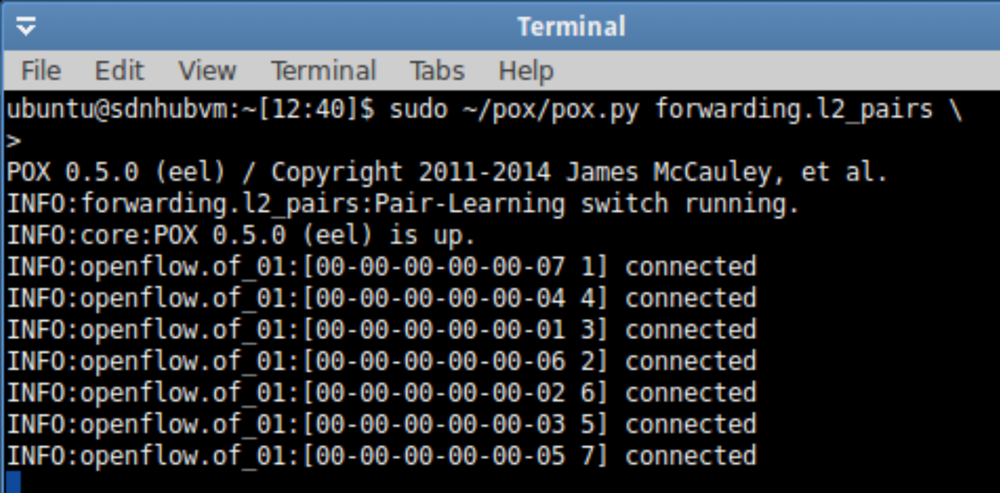 Terminal
File Edit View Terminal Tabs Help
ubuntu@sdnhubvm:~[12:40]$ sudo ~/pox/pox.py forwarding.l2_pairs \
>
POX 0.5.0 (eel) / Copyright 2011-2014 James McCauley, et al.
INFO:forwarding.l2_pairs:Pair-Learning switch running.
INFO:core:POX 0.5.0 (eel) is up.
INFO:openflow.of_01:[00-00-00-00-00-07 1] connected
INFO:openflow.of_01:[00-00-00-00-00-04 4] connected
INFO:openflow.of_01:[00-00-00-00-00-01 3] connected
INFO:openflow.of_01:[00-00-00-00-00-06 2] connected
INFO:openflow.of_01:[00-00-00-00-00-02 6] connected
INFO:openflow.of_01:[00-00-00-00-00-03 5] connected
INFO:openflow.of_01:[00-00-00-00-00-05 7] connected